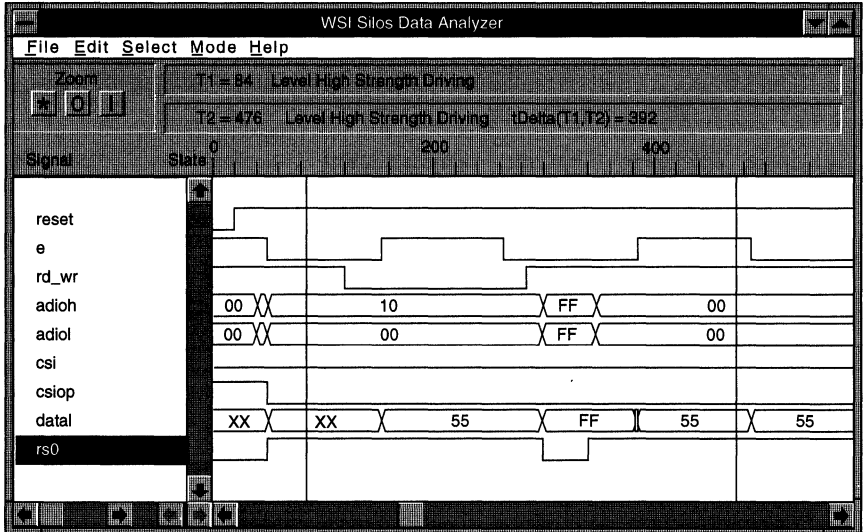 WSI Silos Data Analyzer
File Edit Select Mode Help
Zoom
* O I
T1 = 84 Level High Strength Driving
T2 = 476 Level High Strength Driving tDelta(T1,T2) = 392
Signal State
0 200 400
reset
e
rd_wr
adioh 00 10 FF 00
adiol 00 00 FF 00
csi
csiop
datal XX XX 55 FF 55 55
rs0